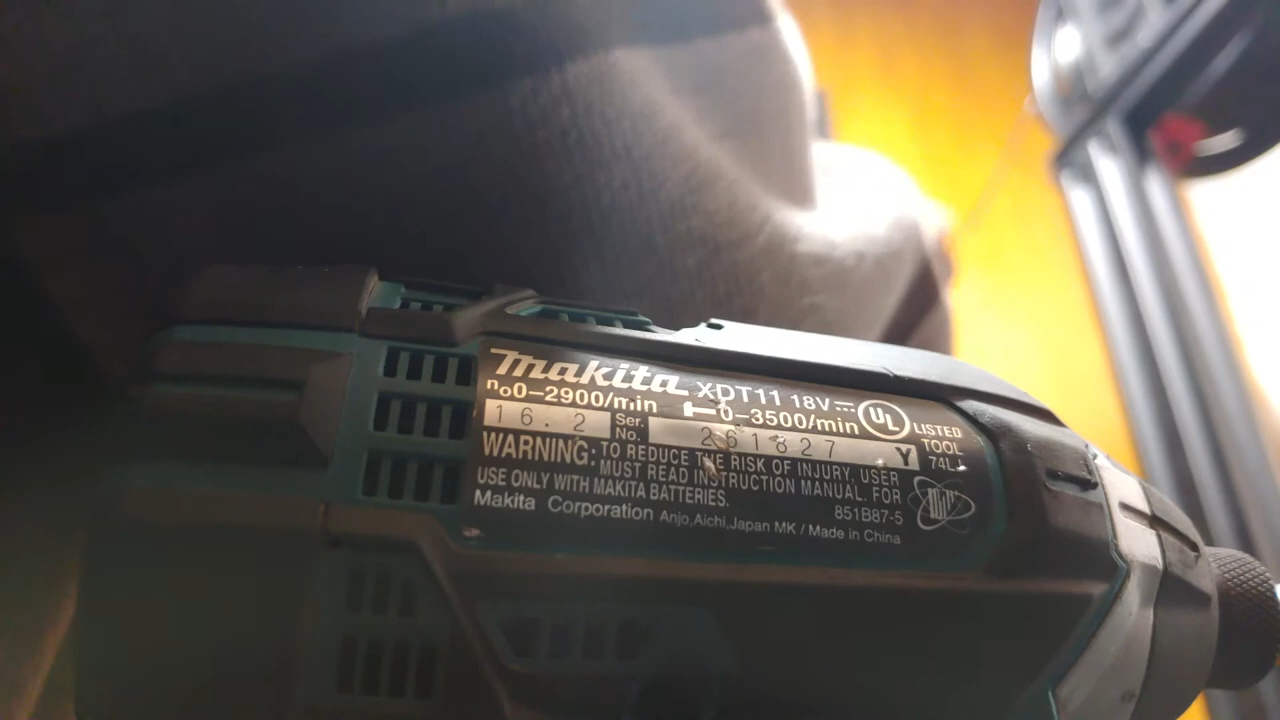 makita XDT11 18V⎓
n₀0-2900/min 0-3500/min
UL LISTED
TOOL
74LJ
16.2 Ser. No. 261827 Y
WARNING: TO REDUCE THE RISK OF INJURY, USER
MUST READ INSTRUCTION MANUAL. FOR
USE ONLY WITH MAKITA BATTERIES.
851B87-5
Makita Corporation Anjo,Aichi,Japan MK / Made in China